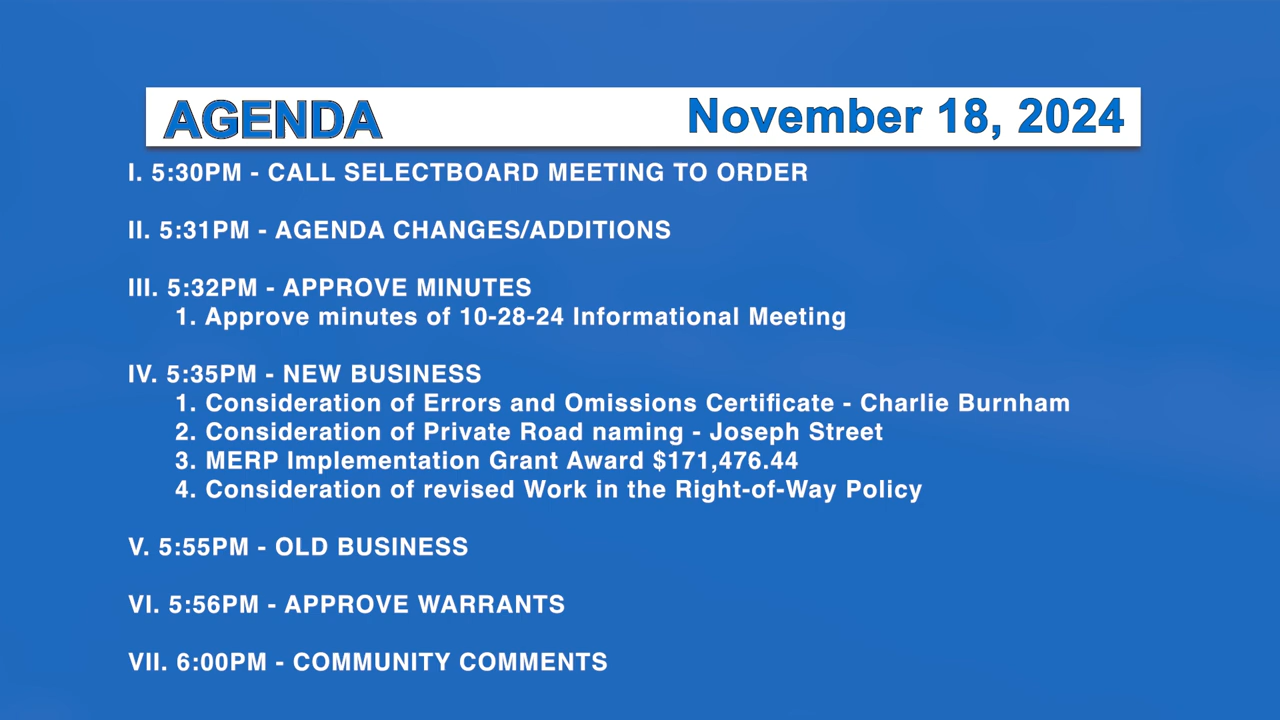 AGENDA November 18, 2024
I. 5:30PM - CALL SELECTBOARD MEETING TO ORDER
II. 5:31PM - AGENDA CHANGES/ADDITIONS
III. 5:32PM - APPROVE MINUTES
1. Approve minutes of 10-28-24 Informational Meeting
IV. 5:35PM - NEW BUSINESS
1. Consideration of Errors and Omissions Certificate - Charlie Burnham
2. Consideration of Private Road naming - Joseph Street
3. MERP Implementation Grant Award $171,476.44
4. Consideration of revised Work in the Right-of-Way Policy
V. 5:55PM - OLD BUSINESS
VI. 5:56PM - APPROVE WARRANTS
VII. 6:00PM - COMMUNITY COMMENTS